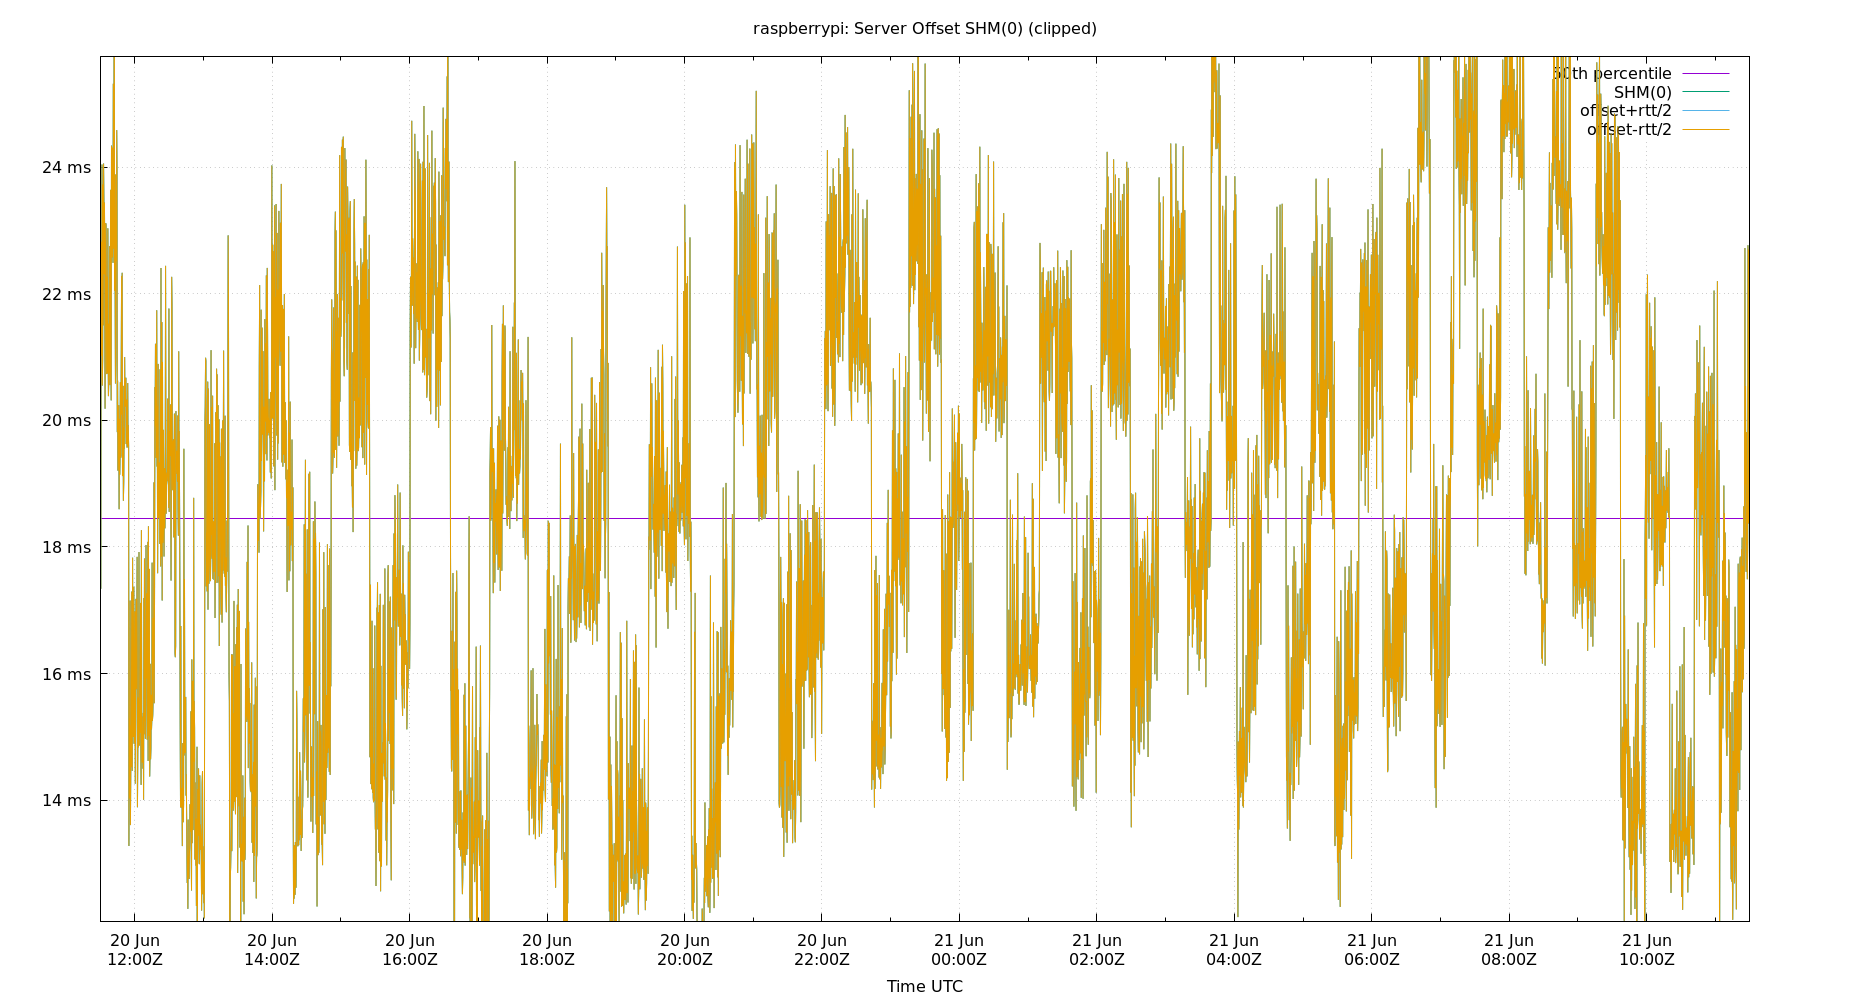 raspberrypi: Server Offset SHM(0) (clipped)
50th percentile
SHM(0)
offset+rtt/2
offset-rtt/2
24 ms
22 ms
20 ms
18 ms
16 ms
14 ms
20 Jun 20 Jun 20 Jun 20 Jun 20 Jun 20 Jun 21 Jun 21 Jun 21 Jun 21 Jun 21 Jun 21 Jun
12:00Z 14:00Z 16:00Z 18:00Z 20:00Z 22:00Z 00:00Z 02:00Z 04:00Z 06:00Z 08:00Z 10:00Z
Time UTC